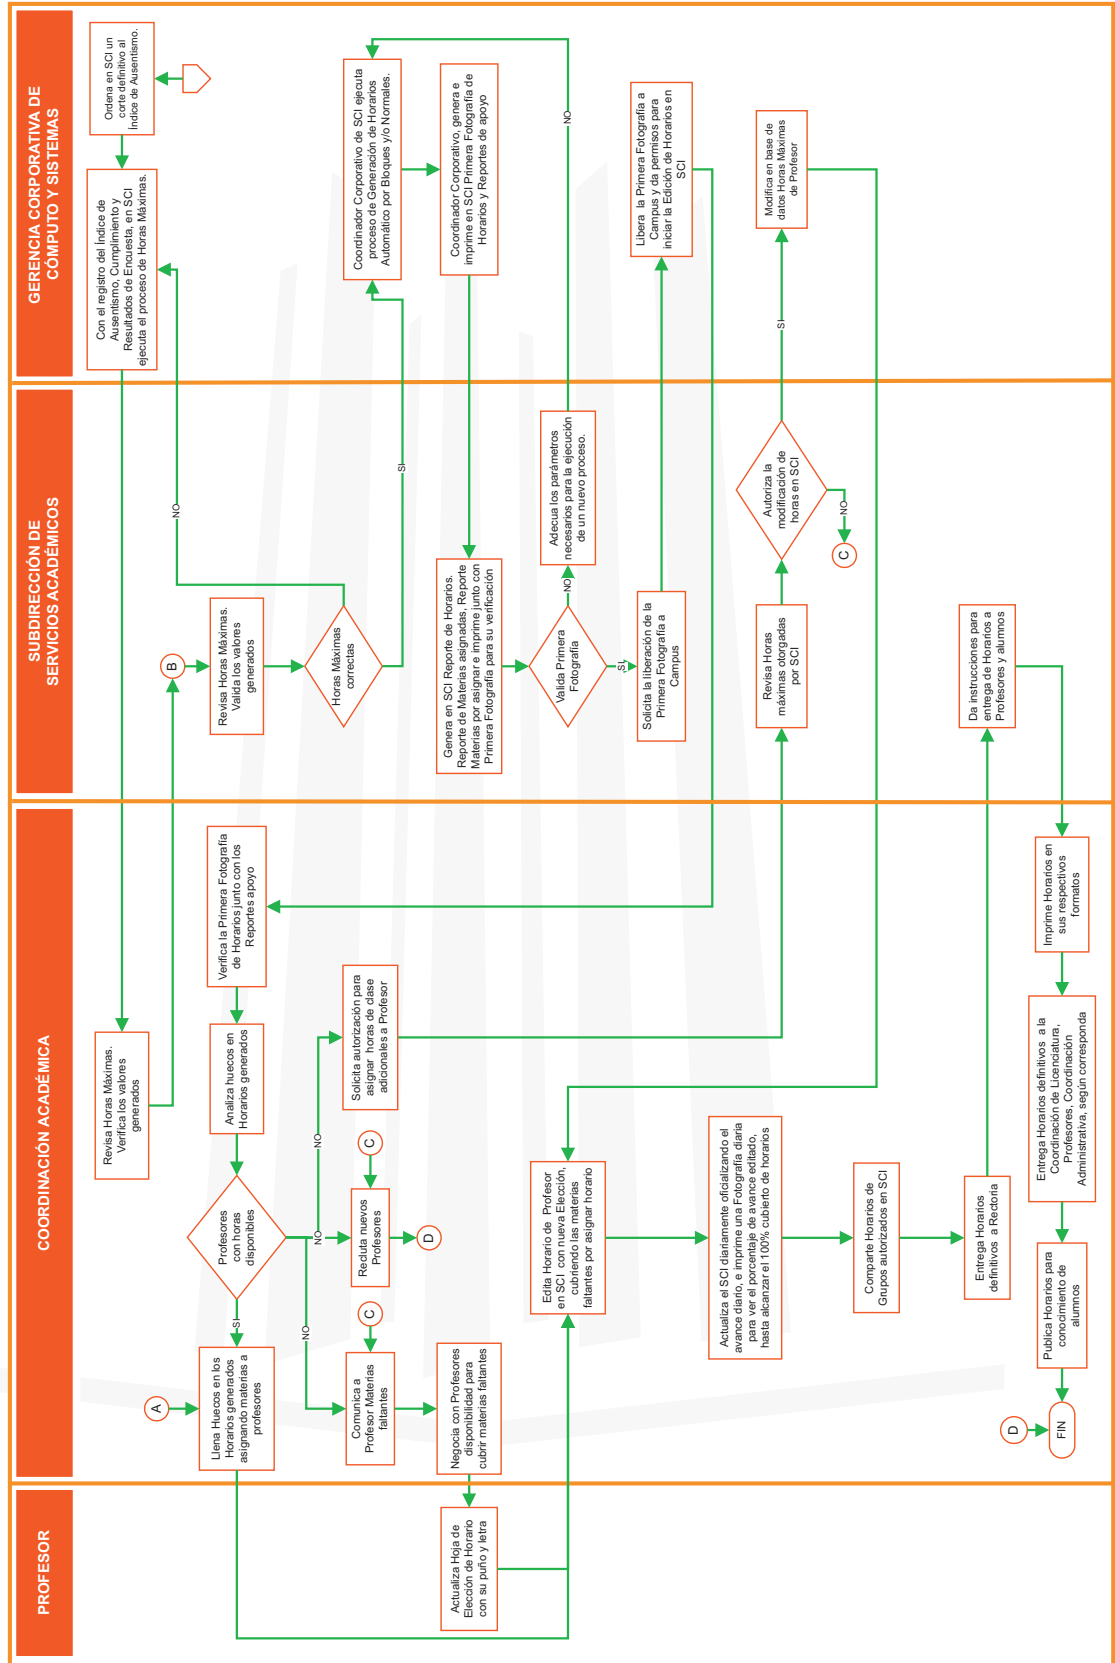 PROFESOR
COORDINACIÓN ACADÉMICA
SUBDIRECCIÓN DE
SERVICIOS ACADÉMICOS
GERENCIA CORPORATIVA DE
CÓMPUTO Y SISTEMAS
Ordena en SCI un
corte definitivo al
Índice de Ausentismo.
Con el registro del Índice de
Ausentismo, Cumplimiento y
Resultados de Encuesta, en SCI
ejecuta el proceso de Horas Máximas.
Revisa Horas Máximas.
Verifica los valores
generados
B
Revisa Horas Máximas.
Valida los valores
generados
Horas Máximas
correctas
NO
SI
Coordinador Corporativo de SCI ejecuta
proceso de Generación de Horarios
Automático por Bloques y/o Normales.
Coordinador Corporativo, genera e
imprime en SCI Primera Fotografía de
Horarios y Reportes de apoyo
Genera en SCI Reporte de Horarios.
Reporte de Materias asignadas, Reporte
Materias por asignar e imprime junto con
Primera Fotografía para su verificación
Valida Primera
Fotografía
NO
Adecua los parámetros
necesarios para la ejecución
de un nuevo proceso.
NO
SI
Solicita la liberación de la
Primera Fotografía a
Campus
Libera la Primera Fotografía a
Campus y da permisos para
iniciar la Edición de Horarios en
SCI
Verifica la Primera Fotografía
de Horarios junto con los
Reportes apoyo
Analiza huecos en
Horarios generados
Profesores
con horas
disponibles
SI
NO
NO
NO
A
Llena Huecos en los
Horarios generados
asignando materias a
profesores
Solicita autorización para
asignar horas de clase
adicionales a Profesor
C
Recluta nuevos
Profesores
D
C
Comunica a
Profesor Materias
faltantes
Negocia con Profesores
disponibilidad para
cubrir materias faltantes
Actualiza Hoja de
Elección de Horario
con su puño y letra
Revisa Horas
máximas otorgadas
por SCI
Autoriza la
modificación de
horas en SCI
NO
C
SI
Modifica en base de
datos Horas Máximas
de Profesor
Edita Horario de Profesor
en SCI con nueva Elección,
cubriendo las materias
faltantes por asignar horario
Actualiza el SCI diariamente oficializando el
avance diario, e imprime una Fotografía diaria
para ver el porcentaje de avance editado,
hasta alcanzar el 100% cubierto de horarios
Comparte Horarios de
Grupos autorizados en SCI
Entrega Horarios
definitivos a Rectoria
Da instrucciones para
entrega de Horarios a
Profesores y alumnos
Imprime Horarios en
sus respectivos
formatos
Entrega Horarios definitivos a la
Coordinación de Licenciatura,
Profesores, Coordinación
Administrativa, según corresponda
Publica Horarios para
conocimiento de
alumnos
D
FIN